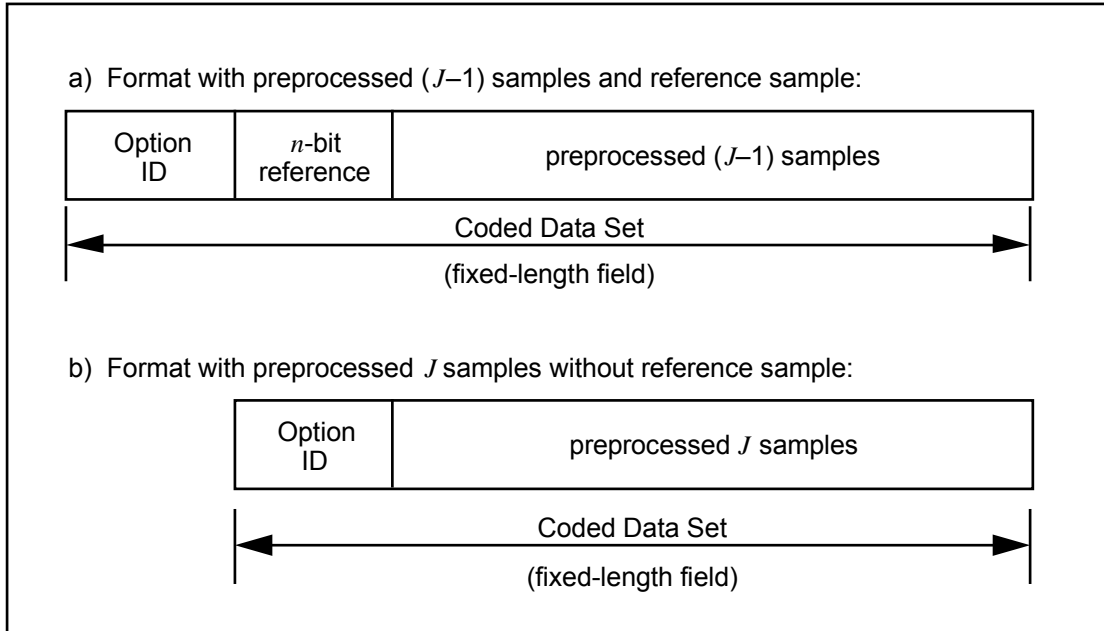 a) Format with preprocessed (J–1) samples and reference sample:
Option
ID
n-bit
reference
preprocessed (J–1) samples
Coded Data Set
(fixed-length field)
b) Format with preprocessed J samples without reference sample:
Option
ID
preprocessed J samples
Coded Data Set
(fixed-length field)